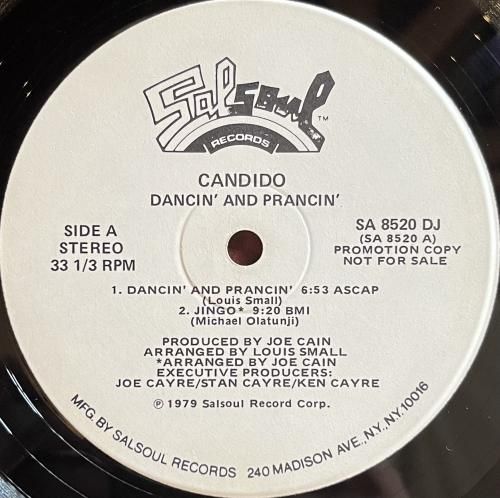 Salsoul TM
RECORDS
CANDIDO
DANCIN' AND PRANCIN'
SIDE A
STEREO
33 1/3 RPM
SA 8520 DJ
(SA 8520 A)
PROMOTION COPY
NOT FOR SALE
1. DANCIN' AND PRANCIN' 6:53 ASCAP
(Louis Small)
2. JINGO* 9:20 BMI
(Michael Olatunji)
PRODUCED BY JOE CAIN
ARRANGED BY LOUIS SMALL
*ARRANGED BY JOE CAIN
EXECUTIVE PRODUCERS:
JOE CAYRE/STAN CAYRE/KEN CAYRE
℗ 1979 Salsoul Record Corp.
MFG. BY SALSOUL RECORDS 240 MADISON AVE., NY., NY. 10016